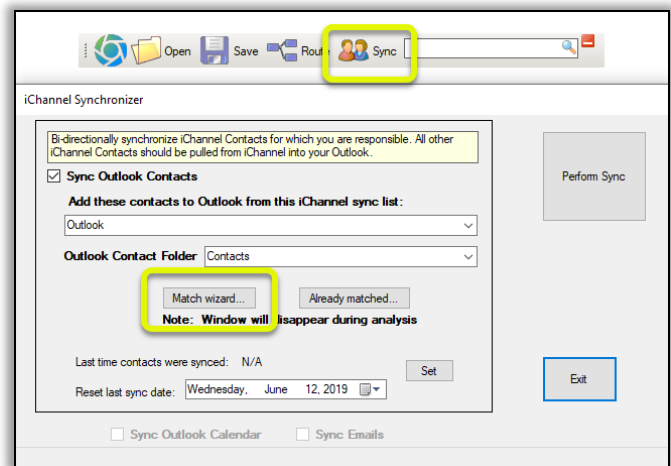 Open Save Route Sync
iChannel Synchronizer
Bi-directionally synchronize iChannel Contacts for which you are responsible. All other
iChannel Contacts should be pulled from iChannel into your Outlook.
Sync Outlook Contacts
Add these contacts to Outlook from this iChannel sync list:
Outlook
Outlook Contact Folder Contacts
Match wizard... Already matched...
Note: Window will disappear during analysis
Last time contacts were synced: N/A
Set
Reset last sync date: Wednesday, June 12, 2019
Sync Outlook Calendar Sync Emails
Perform Sync
Exit